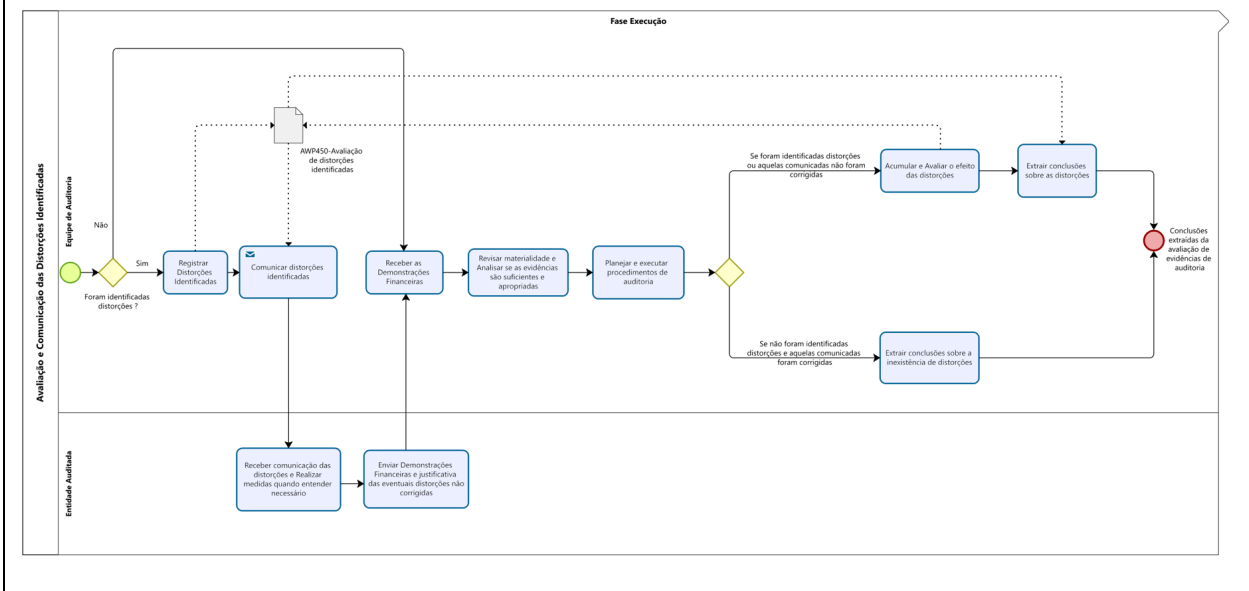 Fase Execução
Avaliação e Comunicação das Distorções Identificadas
Equipe de Auditoria
Não
Sim
Foram identificadas
distorções ?
Registrar
Distorções
Identificadas
AWP450-Avaliação
de distorções
identificadas
Comunicar distorções
identificadas
Receber as
Demonstrações
Financeiras
Revisar materialidade e
Analisar se as evidências
são suficientes e
apropriadas
Planejar e executar
procedimentos de
auditoria
Se foram identificadas distorções
ou aquelas comunicadas não foram
corrigidas
Acumular e Avaliar o efeito
das distorções
Extrair conclusões
sobre as distorções
Se não foram identificadas
distorções e aquelas comunicadas
foram corrigidas
Extrair conclusões sobre a
inexistência de distorções
Conclusões
extraídas da
avaliação de
evidências de
auditoria
Entidade Auditada
Receber comunicação das
distorções e Realizar
medidas quando entender
necessário
Enviar Demonstrações
Financeiras e justificativa
das eventuais distorções não
corrigidas